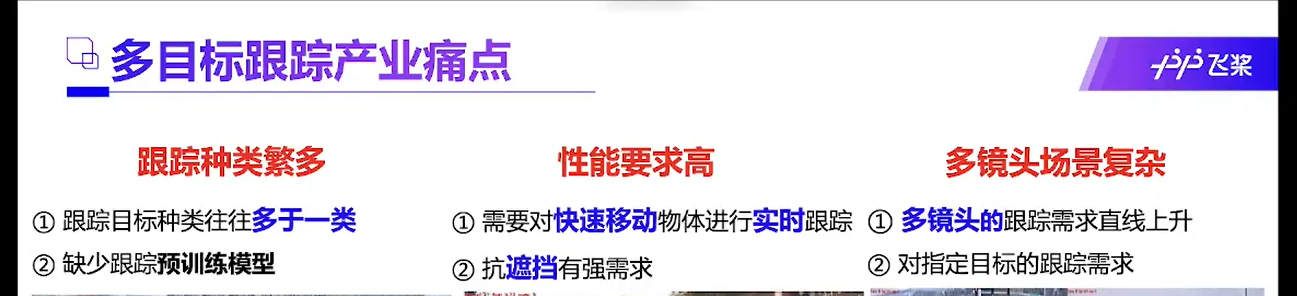 多目标跟踪产业痛点
飞桨
跟踪种类繁多
① 跟踪目标种类往往多于一类
② 缺少跟踪预训练模型
性能要求高
① 需要对快速移动物体进行实时跟踪
② 抗遮挡有强需求
多镜头场景复杂
① 多镜头的跟踪需求直线上升
② 对指定目标的跟踪需求